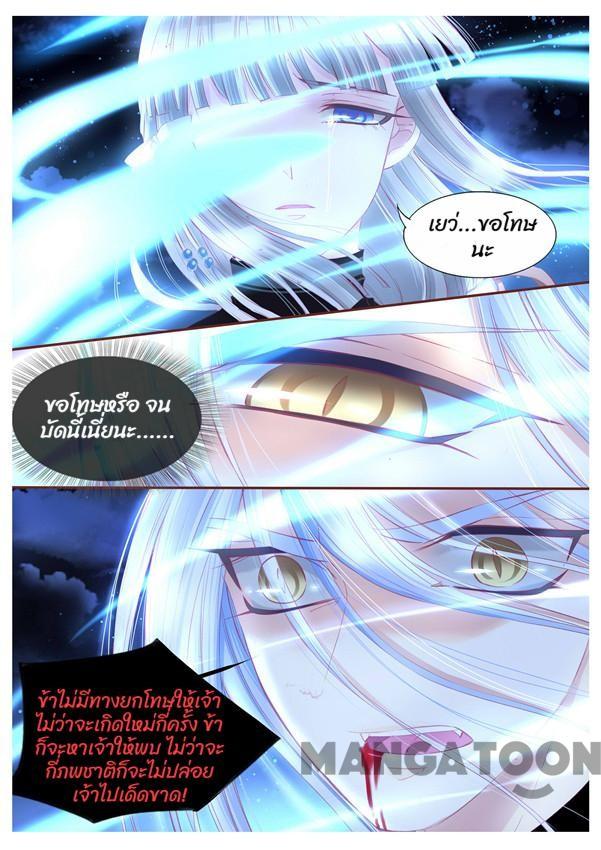 เยว่...ขอโทษ
นะ
ขอโทษหรือ จน
บัดนี้เนี่ยนะ......
ข้าไม่มีทางยกโทษให้เจ้า
ไม่ว่าจะเกิดใหม่กี่ครั้ง ข้า
ก็จะหาเจ้าให้พบ ไม่ว่าจะ
กี่ภพชาติก็จะไม่ปล่อย
เจ้าไปเด็ดขาด!
MANGATOON